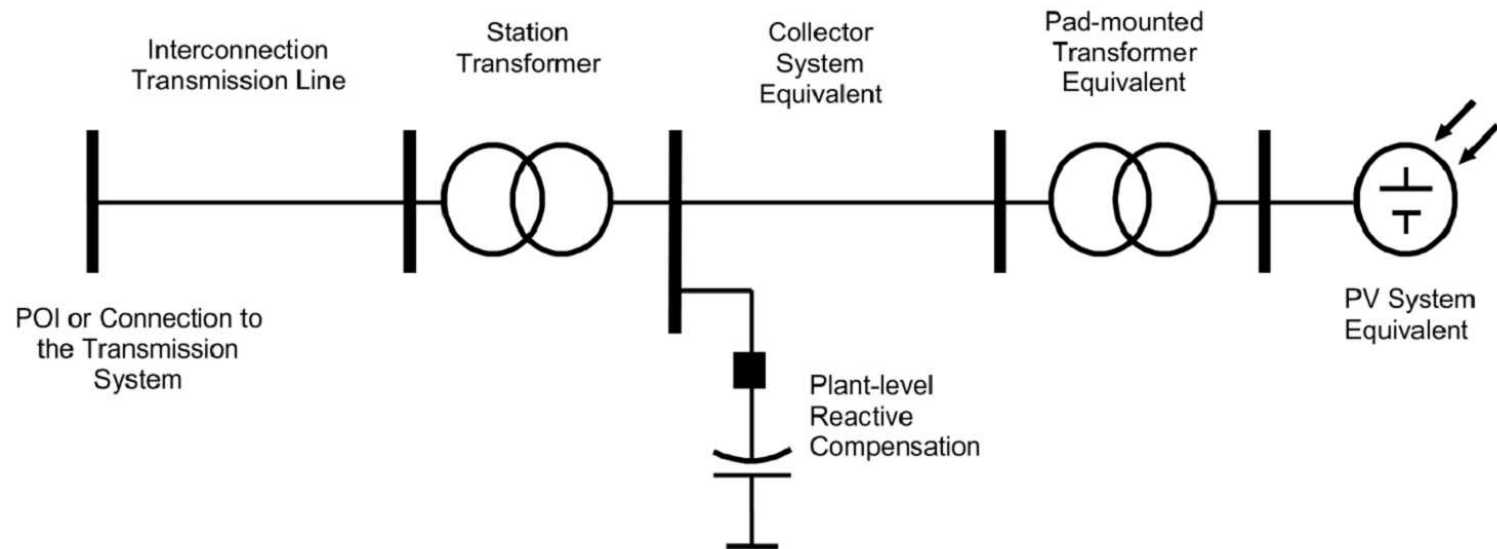 Interconnection
Transmission Line
Station
Transformer
Collector
System
Equivalent
Pad-mounted
Transformer
Equivalent
POI or Connection to
the Transmission
System
Plant-level
Reactive
Compensation
PV System
Equivalent